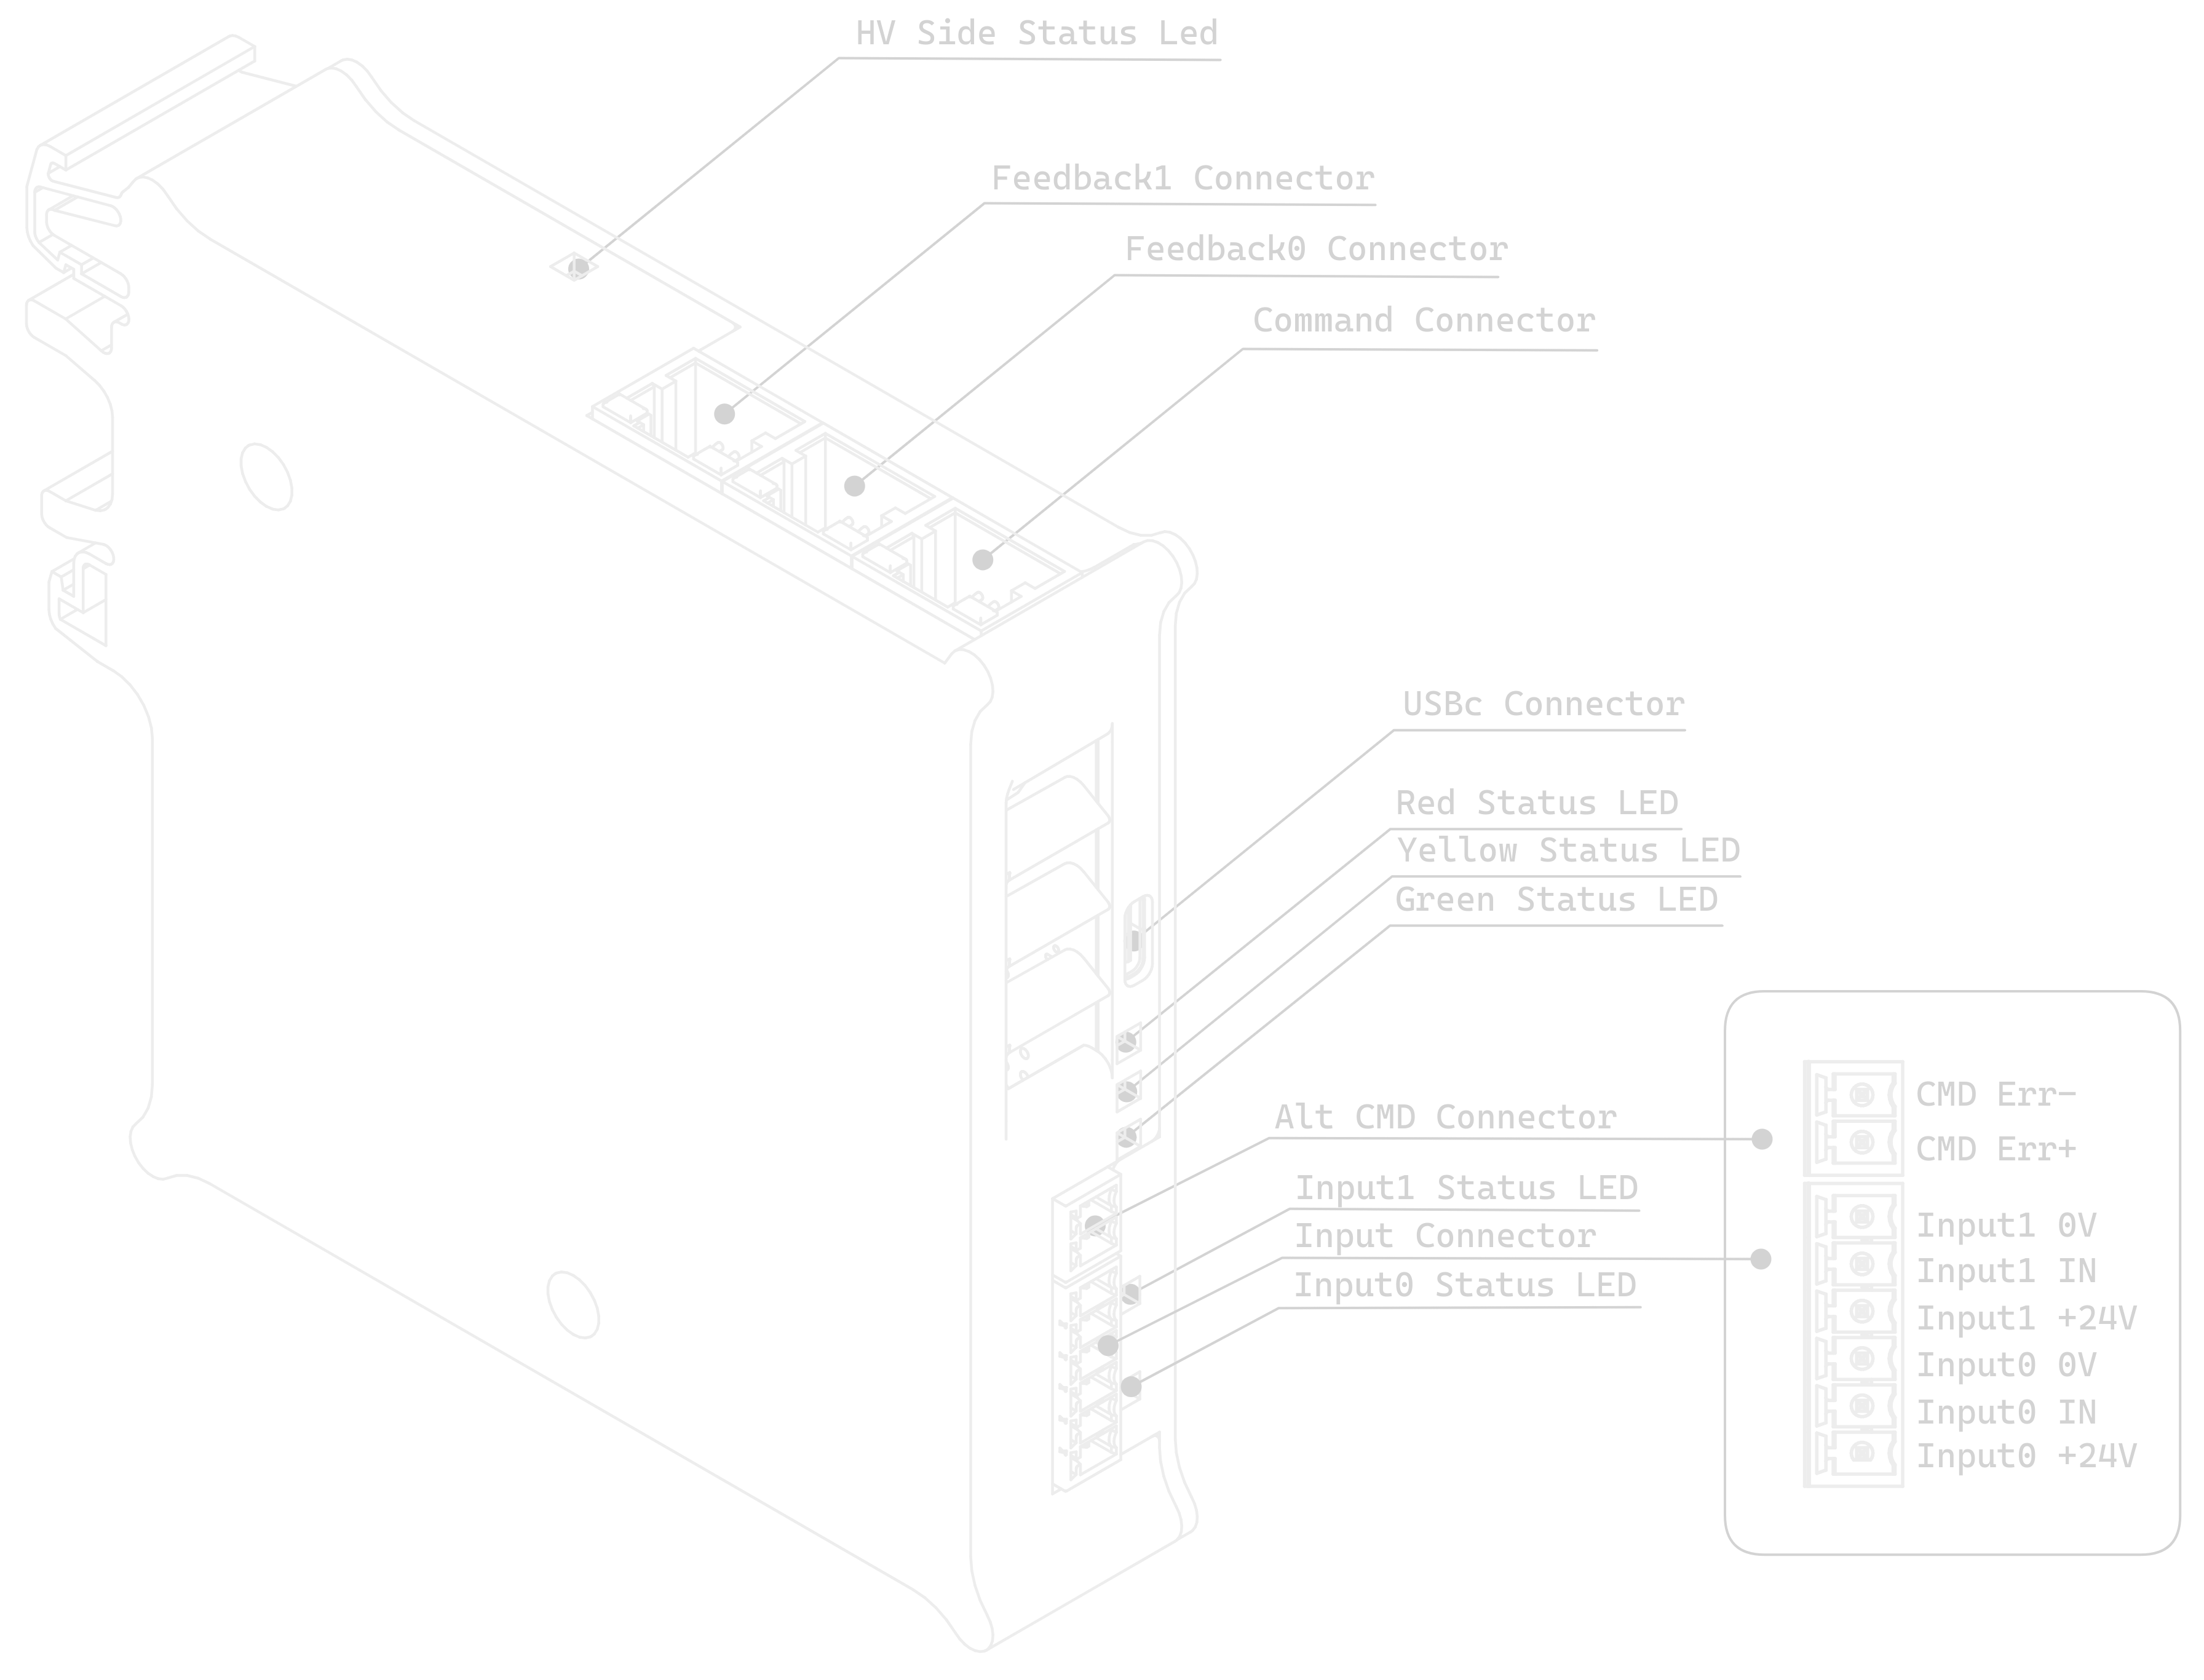 HV Side Status Led
Feedback1 Connector
Feedback0 Connector
Command Connector
USBc Connector
Red Status LED
Yellow Status LED
Green Status LED
Alt CMD Connector
Input1 Status LED
Input Connector
Input0 Status LED
CMD Err-
CMD Err+
Input1 0V
Input1 IN
Input1 +24V
Input0 0V
Input0 IN
Input0 +24V